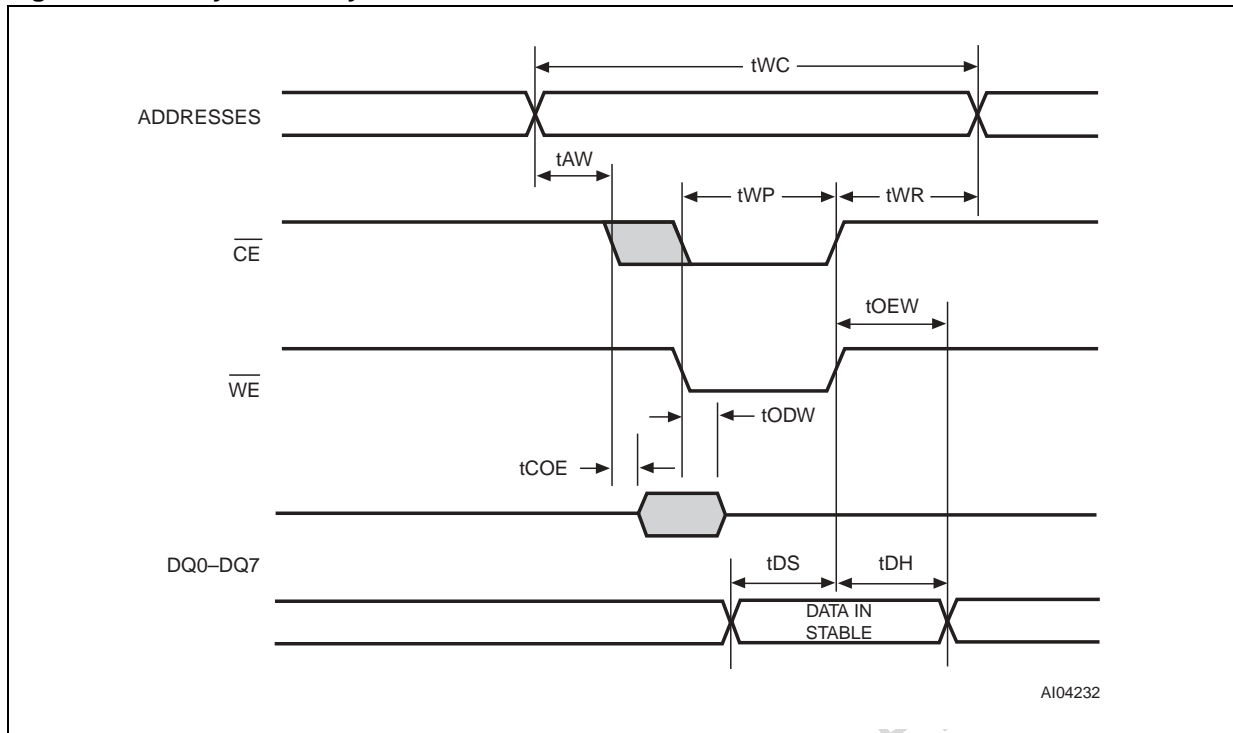 tWC
ADDRESSES
tAW
tWP
tWR
CE
tOEW
WE
tODW
tCOE
DQ0–DQ7
tDS
tDH
DATA IN
STABLE
AI04232